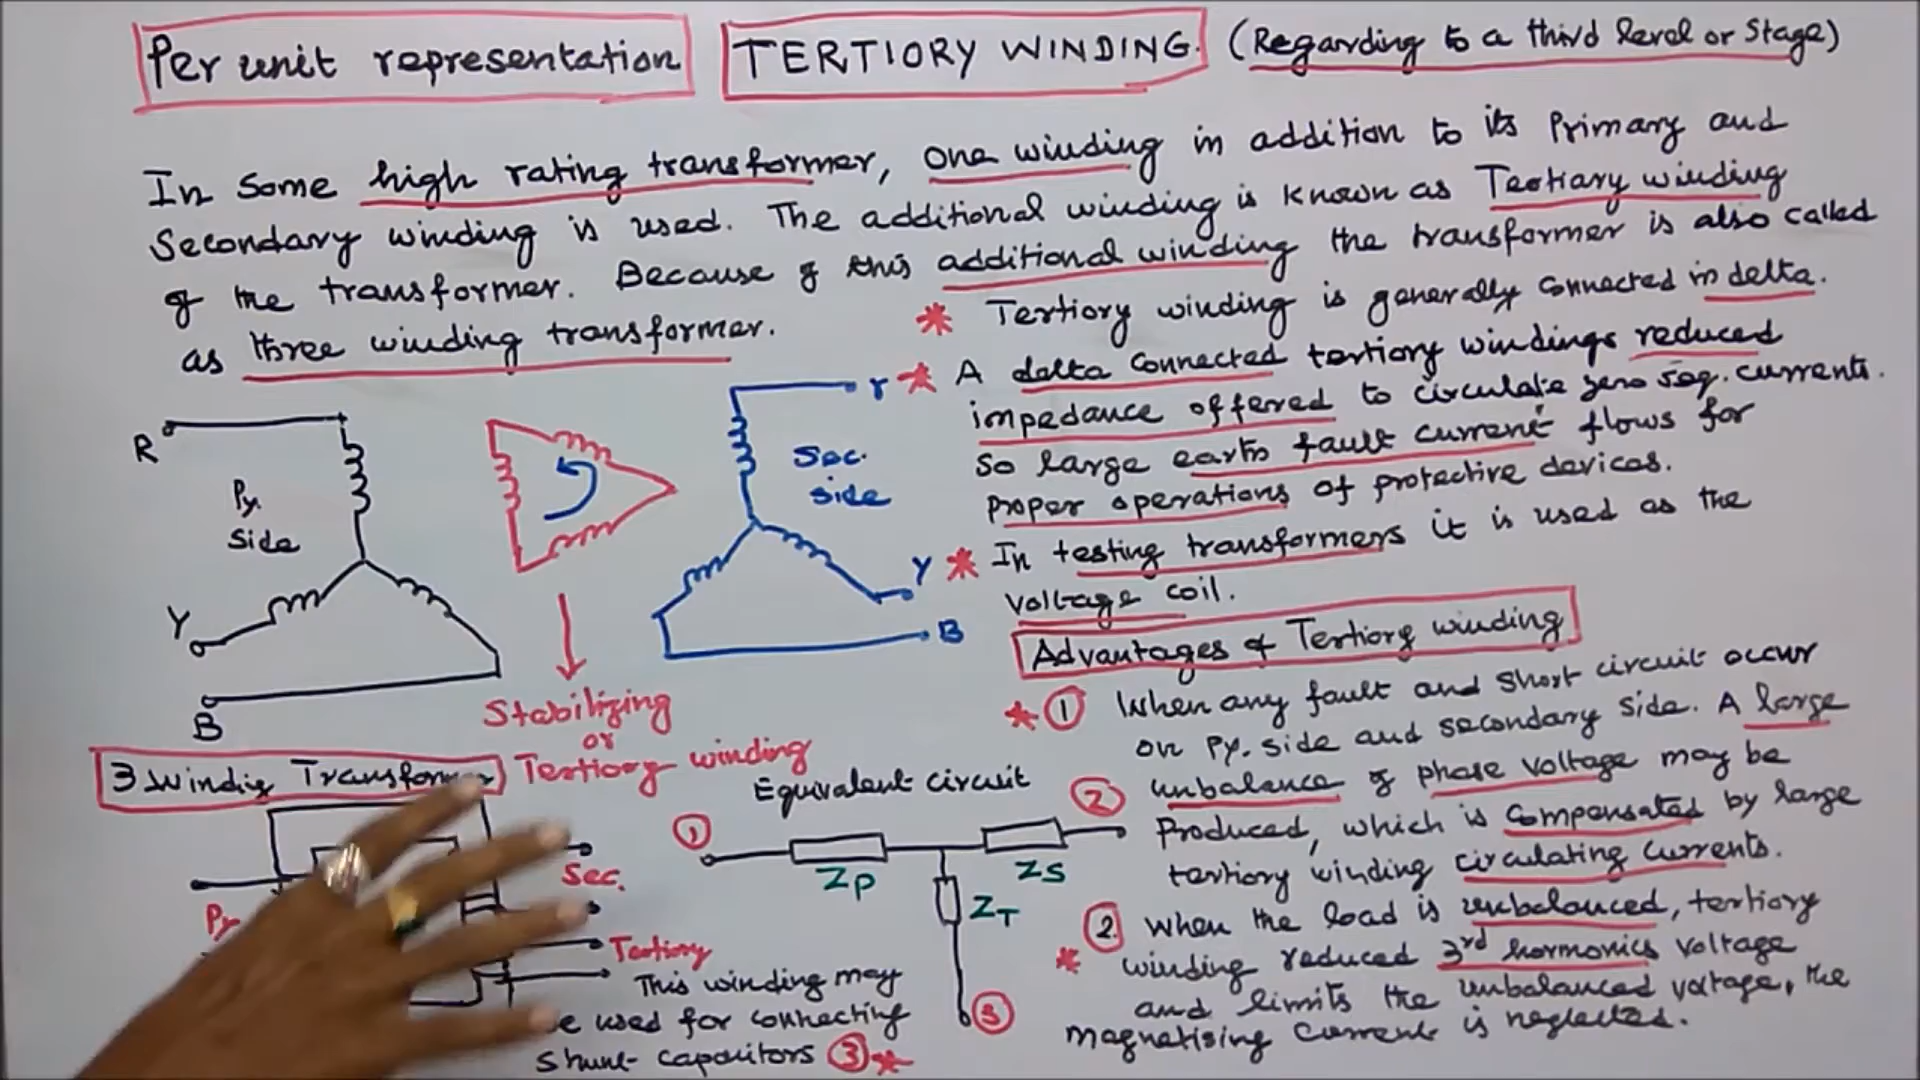 Per unit representation
TERTIORY WINDING.
(Regarding to a third level or stage)
In some high rating transformer, one winding in addition to its Primary and
Secondary winding is used. The additional winding is known as Tertiary winding
of the transformer. Because of this additional winding the transformer is also called
as three winding transformer.
* Tertiory winding is generally connected in delta.
* A delta connected tertiory windings reduced
impedance offered to circulate zero seq. currents.
So large earth fault current flows for
proper operations of protective devices.
* In testing transformers it is used as the
voltage coil.
R
Py.
Side
Y
B
r
Sec.
side
Y
B
Stabilizing
or
Tertiory winding
Advantages of Tertiory winding
* 1 When any fault and short circuit occur
on Py. side and secondary side. A large
unbalance of phase voltage may be
Produced, which is compensated by large
tertiory winding circulating currents.
2. When the load is unbalanced, tertiory
* winding reduced 3rd harmonics voltage
and limits the unbalanced voltage, the
magnetising current is neglected.
3 Windig Transformer
Py
Sec.
Tertiory
This winding may
be used for connecting
Shunt capacitors 3 *
Equivalent circuit
1
2
ZP
ZS
ZT
3